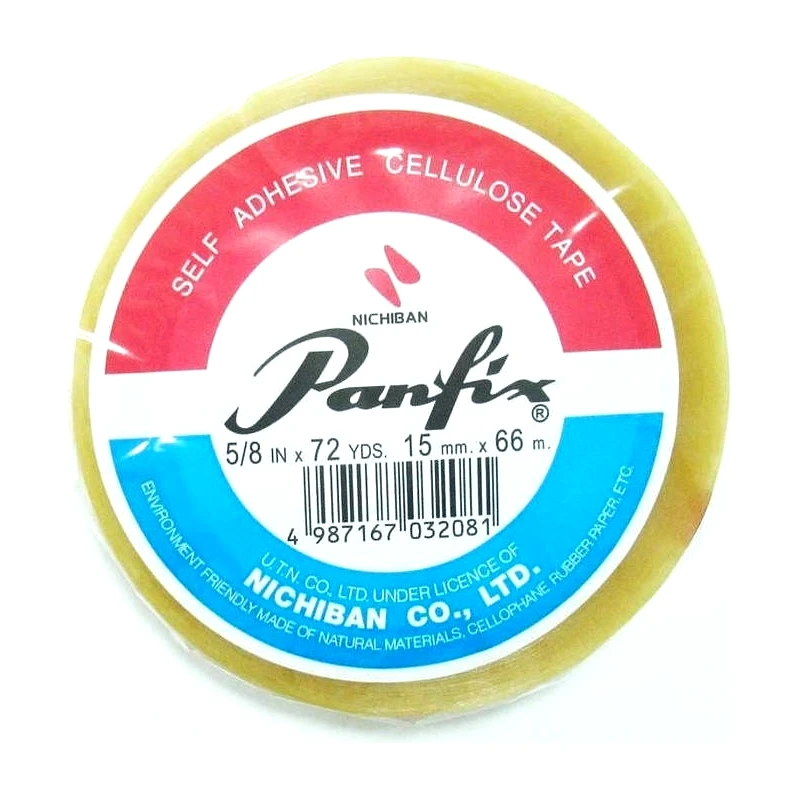 SELF ADHESIVE CELLULOSE TAPE
NICHIBAN
Panfix®
5/8 IN x 72 YDS. 15 mm. x 66 m.
4 987167 032081
U.T.N. CO., LTD. UNDER LICENCE OF
NICHIBAN CO., LTD.
ENVIRONMENT FRIENDLY MADE OF NATURAL MATERIALS, CELLOPHANE RUBBER PAPER, ETC.